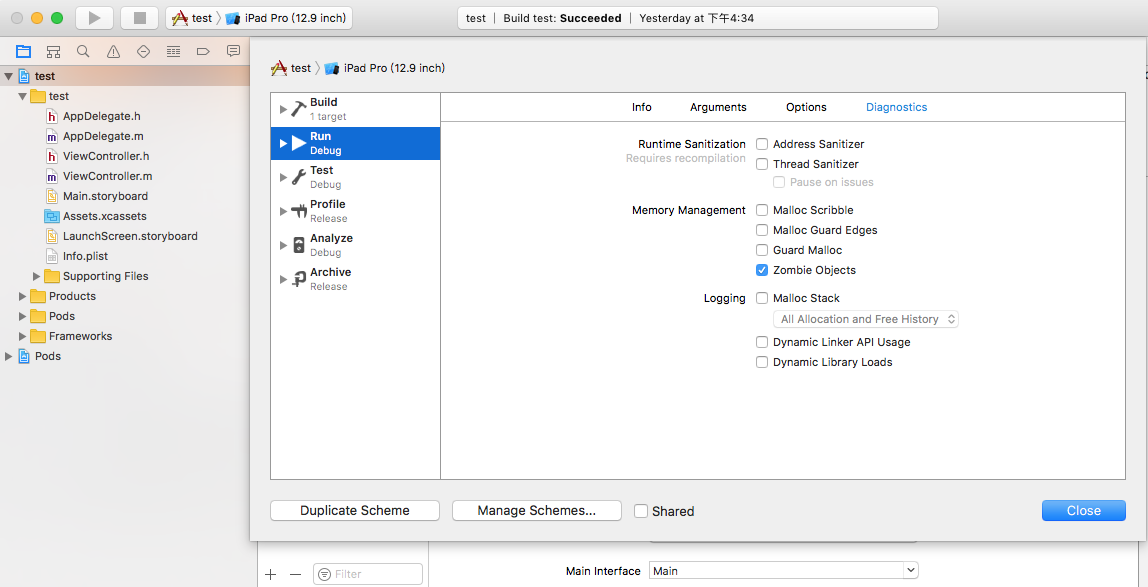 test
iPad Pro (12.9 inch)
test | Build test: Succeeded | Yesterday at 下午4:34
test
iPad Pro (12.9 inch)
test
test
h AppDelegate.h
m AppDelegate.m
h ViewController.h
m ViewController.m
Main.storyboard
Assets.xcassets
LaunchScreen.storyboard
Info.plist
Supporting Files
Products
Pods
Frameworks
Pods
Build
1 target
Run
Debug
Test
Debug
Profile
Release
Analyze
Debug
Archive
Release
Info
Arguments
Options
Diagnostics
Runtime Sanitization
Requires recompilation
Address Sanitizer
Thread Sanitizer
Pause on issues
Memory Management
Malloc Scribble
Malloc Guard Edges
Guard Malloc
Zombie Objects
Logging
Malloc Stack
All Allocation and Free History
Dynamic Linker API Usage
Dynamic Library Loads
Duplicate Scheme
Manage Schemes...
Shared
Close
Filter
Main Interface
Main